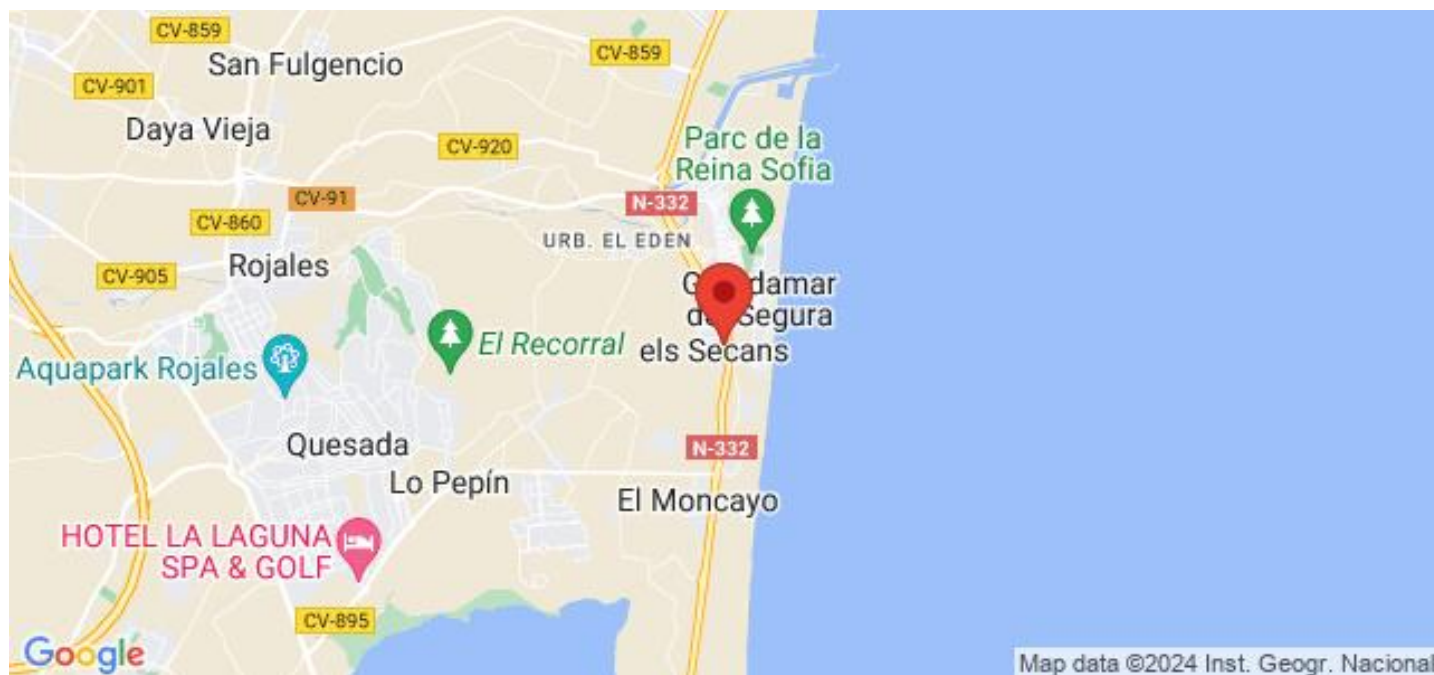 CV-859
San Fulgencio
CV-859
CV-901
Daya Vieja
CV-920
Parc de la
Reina Sofia
CV-91
N-332
CV-860
URB. EL EDEN
Rojales
CV-905
damar
Segura
El Recorral
els Secans
Aquapark Rojales
Quesada
N-332
Lo Pepín
El Moncayo
HOTEL LA LAGUNA
SPA & GOLF
CV-895
Google
Map data ©2024 Inst. Geogr. Nacional